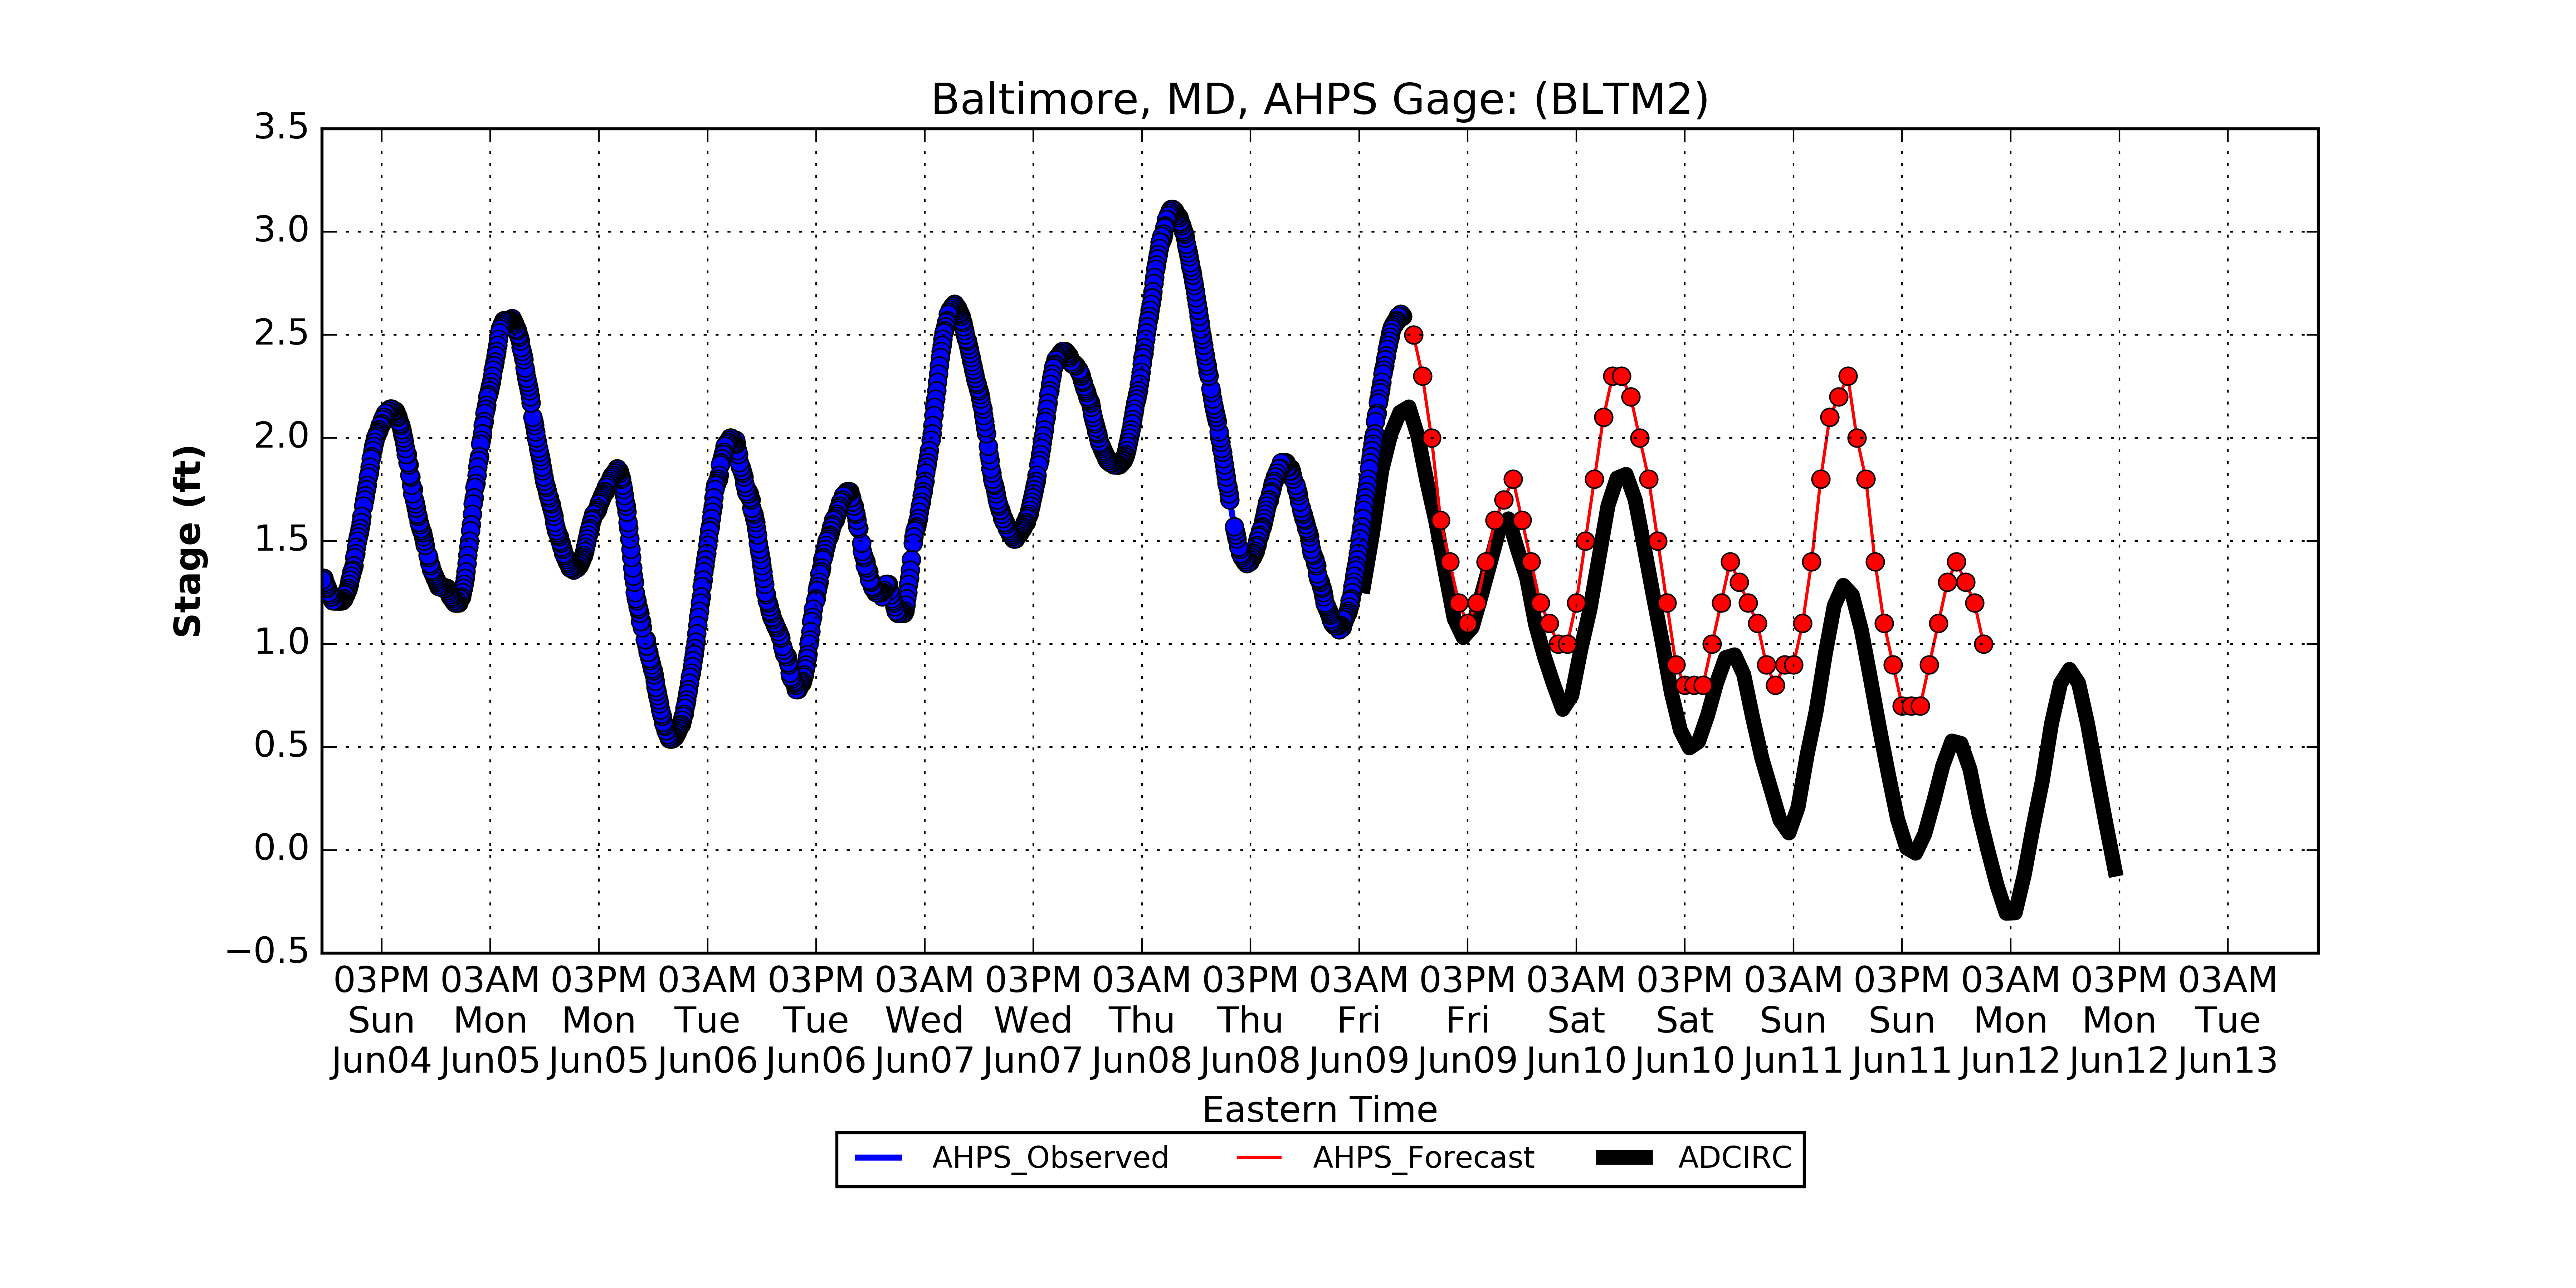 Baltimore, MD, AHPS Gage: (BLTM2)
3.5
3.0
2.5
2.0
1.5
1.0
0.5
0.0
−0.5
Stage (ft)
03PM 03AM 03PM 03AM 03PM 03AM 03PM 03AM 03PM 03AM 03PM 03AM 03PM 03AM 03PM 03AM 03PM 03AM
Sun Mon Mon Tue Tue Wed Wed Thu Thu Fri Fri Sat Sat Sun Sun Mon Mon Tue
Jun04 Jun05 Jun05 Jun06 Jun06 Jun07 Jun07 Jun08 Jun08 Jun09 Jun09 Jun10 Jun10 Jun11 Jun11 Jun12 Jun12 Jun13
Eastern Time
AHPS_Observed AHPS_Forecast ADCIRC